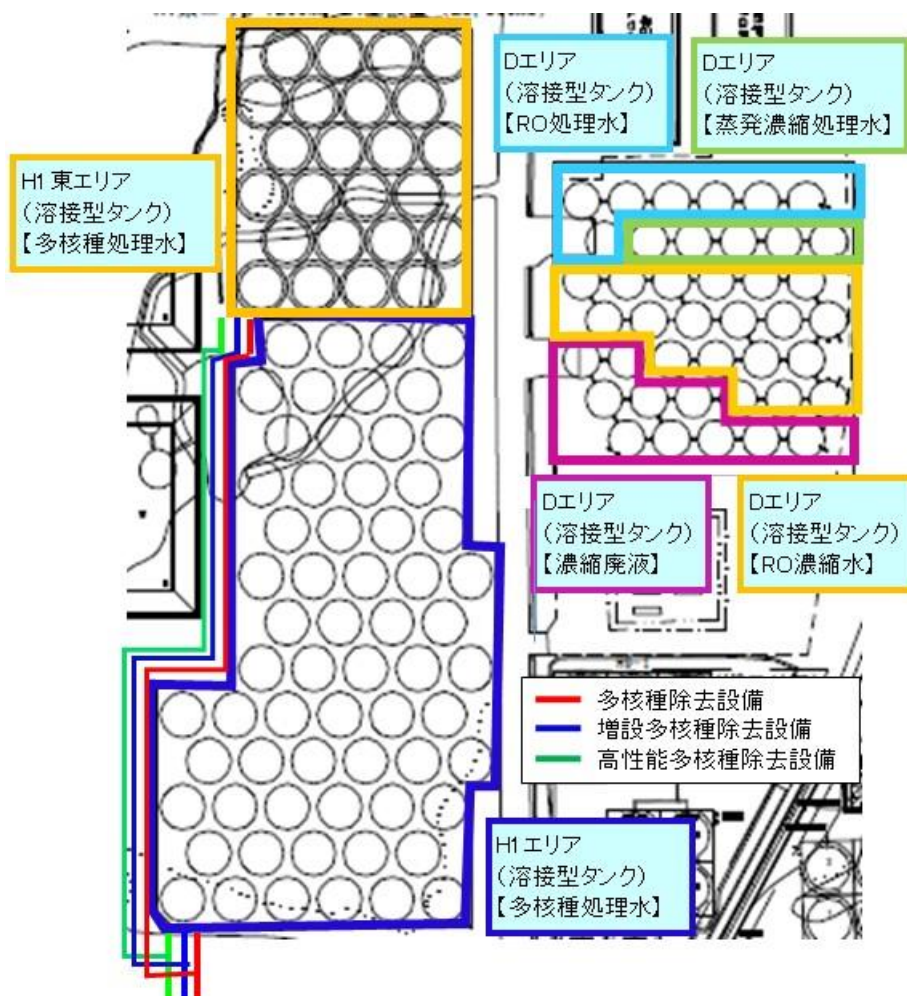 Dエリア
(溶接型タンク)
【RO処理水】
Dエリア
(溶接型タンク)
【蒸発濃縮処理水】
H1東エリア
(溶接型タンク)
【多核種処理水】
Dエリア
(溶接型タンク)
【濃縮廃液】
Dエリア
(溶接型タンク)
【RO濃縮水】
多核種除去設備
増設多核種除去設備
高性能多核種除去設備
H1エリア
(溶接型タンク)
【多核種処理水】